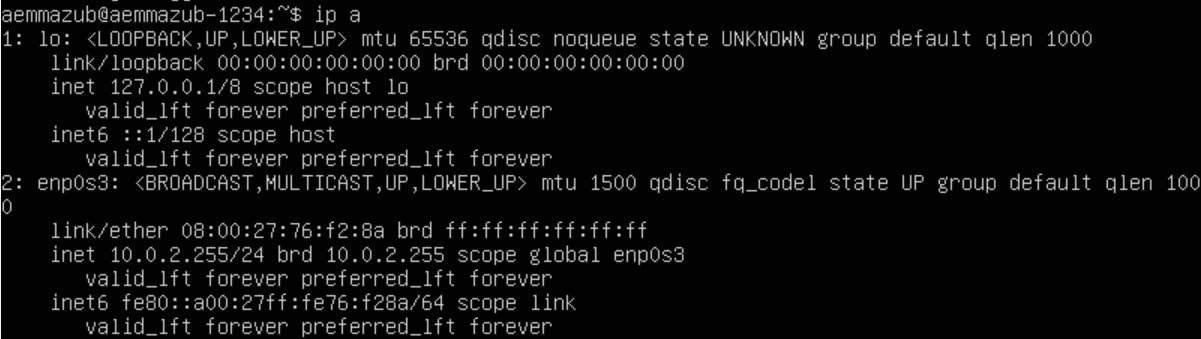 aemmazub@aemmazub-1234:~$ ip a
1: lo: <LOOPBACK,UP,LOWER_UP> mtu 65536 qdisc noqueue state UNKNOWN group default qlen 1000
    link/loopback 00:00:00:00:00:00 brd 00:00:00:00:00:00
    inet 127.0.0.1/8 scope host lo
       valid_lft forever preferred_lft forever
    inet6 ::1/128 scope host
       valid_lft forever preferred_lft forever
2: enp0s3: <BROADCAST,MULTICAST,UP,LOWER_UP> mtu 1500 qdisc fq_codel state UP group default qlen 100
0
    link/ether 08:00:27:76:f2:8a brd ff:ff:ff:ff:ff:ff
    inet 10.0.2.255/24 brd 10.0.2.255 scope global enp0s3
       valid_lft forever preferred_lft forever
    inet6 fe80::a00:27ff:fe76:f28a/64 scope link
       valid_lft forever preferred_lft forever